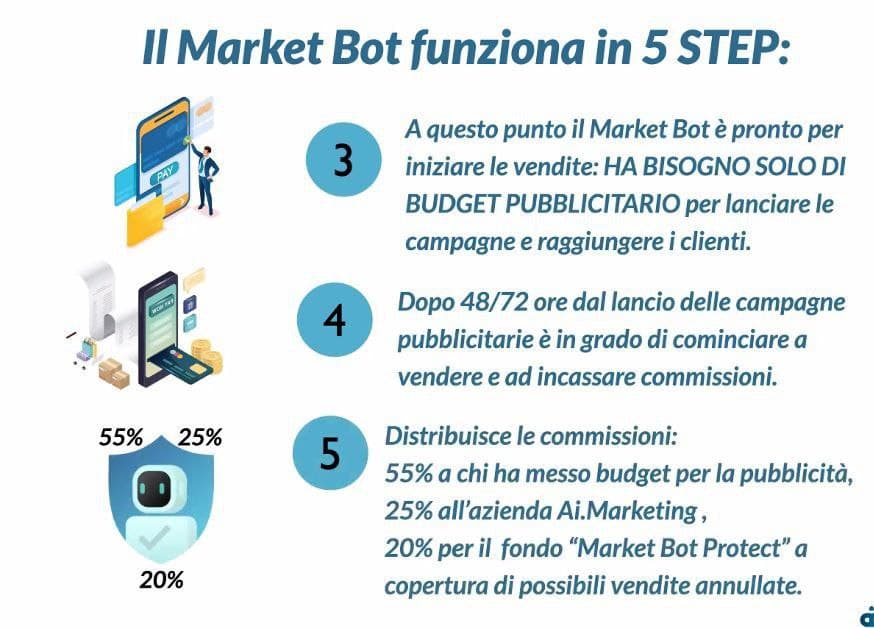 Il Market Bot funziona in 5 STEP:
3
A questo punto il Market Bot è pronto per
iniziare le vendite: HA BISOGNO SOLO DI
BUDGET PUBBLICITARIO per lanciare le
campagne e raggiungere i clienti.
PAY
4
Dopo 48/72 ore dal lancio delle campagne
pubblicitarie è in grado di cominciare a
vendere e ad incassare commissioni.
5
Distribuisce le commissioni:
55% a chi ha messo budget per la pubblicità,
25% all'azienda Ai.Marketing ,
20% per il fondo “Market Bot Protect” a
copertura di possibili vendite annullate.
55% 25%
20%